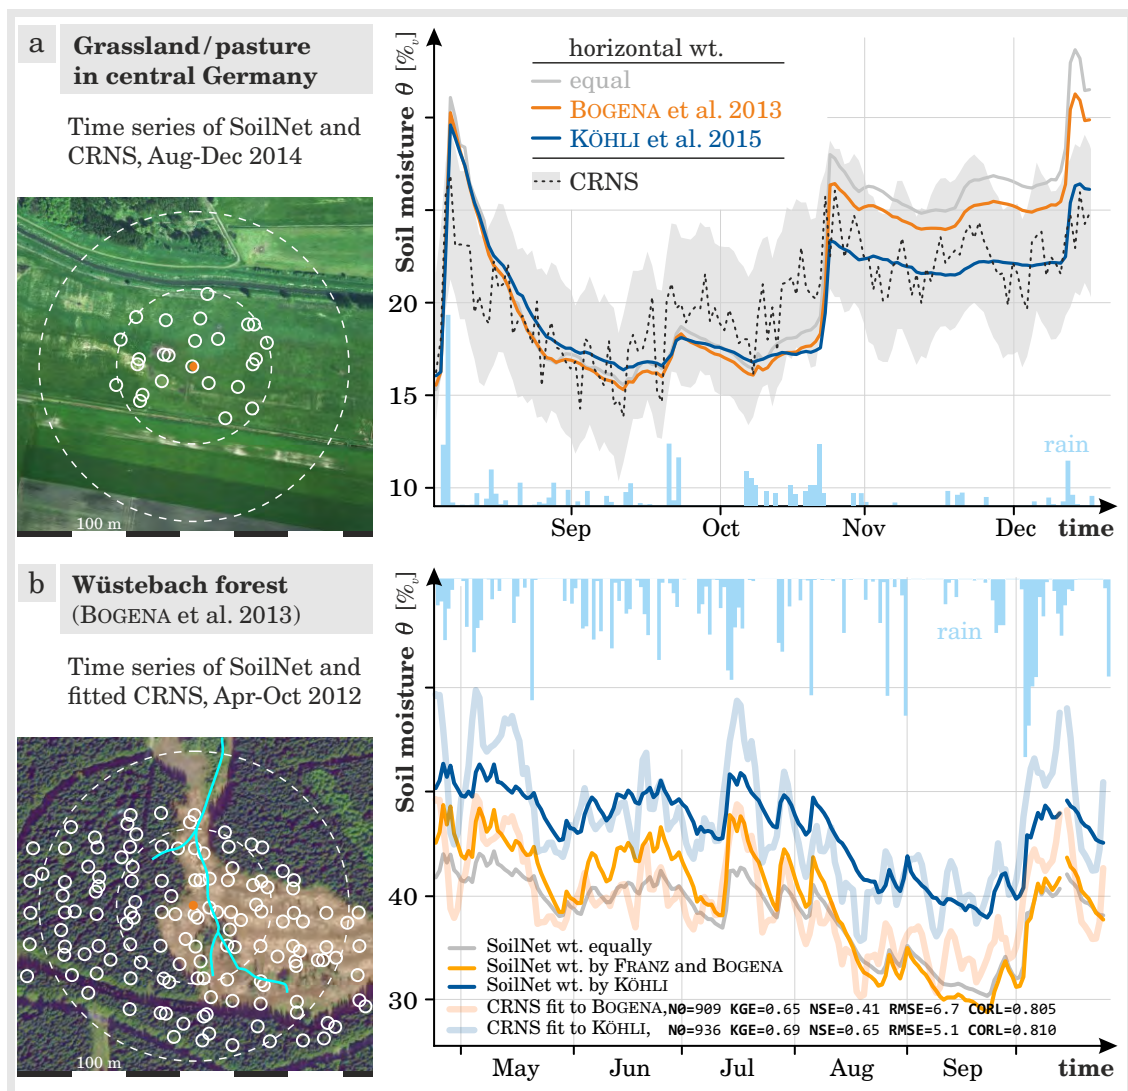 a
Grassland/pasture
in central Germany
Time series of SoilNet and
CRNS, Aug-Dec 2014
100 m
Soil moisture θ [%ᵥ]
horizontal wt.
equal
BOGENA et al. 2013
KÖHLI et al. 2015
CRNS
20
15
10
rain
Sep Oct Nov Dec time
b
Wüstebach forest
(BOGENA et al. 2013)
Time series of SoilNet and
fitted CRNS, Apr-Oct 2012
100 m
Soil moisture θ [%ᵥ]
rain
40
30
SoilNet wt. equally
SoilNet wt. by FRANZ and BOGENA
SoilNet wt. by KÖHLI
CRNS fit to BOGENA, N0=909 KGE=0.65 NSE=0.41 RMSE=6.7 CORL=0.805
CRNS fit to KÖHLI, N0=936 KGE=0.69 NSE=0.65 RMSE=5.1 CORL=0.810
May Jun Jul Aug Sep time